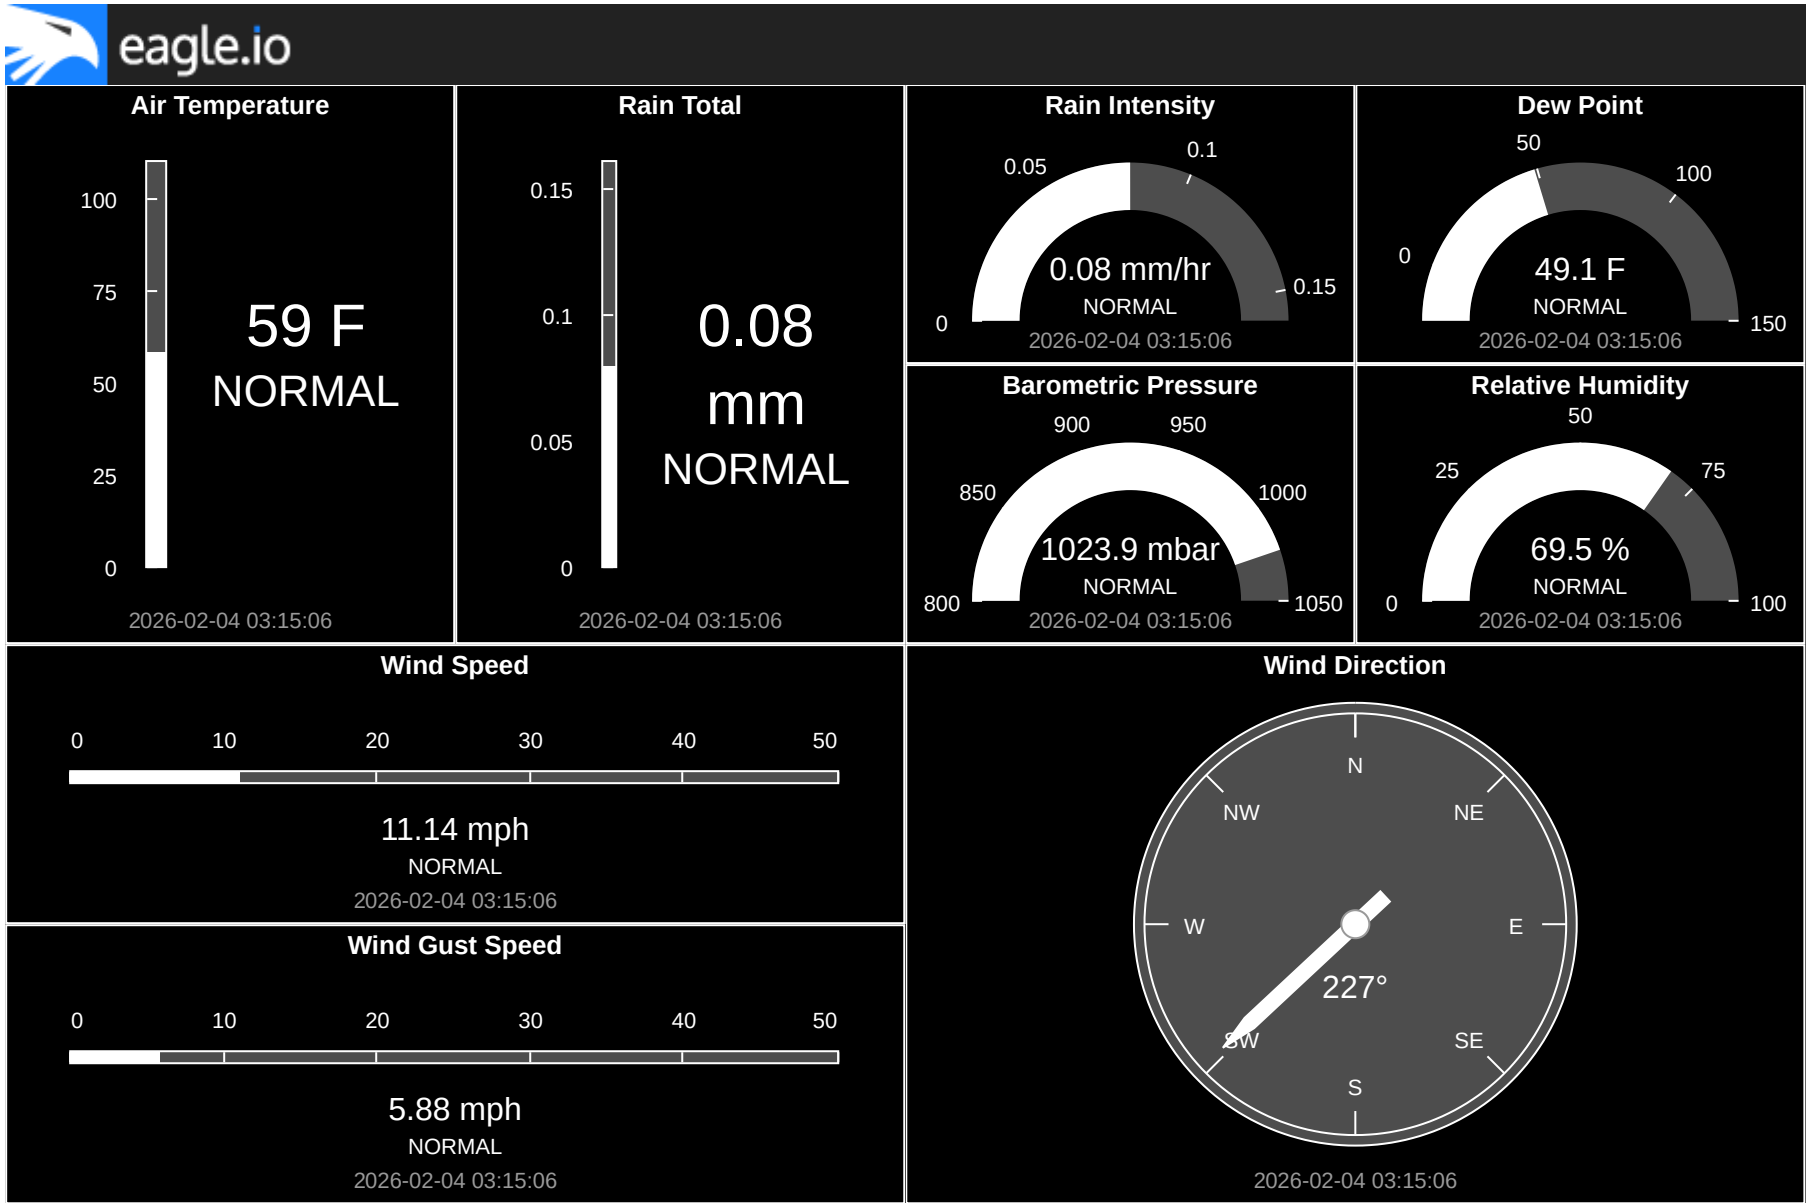 eagle.io
Air Temperature
100
75
50
25
0
59 F
NORMAL
2026-02-04 03:15:06
Rain Total
0.15
0.1
0.05
0
0.08
mm
NORMAL
2026-02-04 03:15:06
Rain Intensity
0
0.05
0.1
0.15
0.08 mm/hr
NORMAL
2026-02-04 03:15:06
Dew Point
0
50
100
150
49.1 F
NORMAL
2026-02-04 03:15:06
Barometric Pressure
800
850
900
950
1000
1050
1023.9 mbar
NORMAL
2026-02-04 03:15:06
Relative Humidity
0
25
50
75
100
69.5 %
NORMAL
2026-02-04 03:15:06
Wind Speed
0 10 20 30 40 50
11.14 mph
NORMAL
2026-02-04 03:15:06
Wind Gust Speed
0 10 20 30 40 50
5.88 mph
NORMAL
2026-02-04 03:15:06
Wind Direction
N
NW NE
W E
227°
SW SE
S
2026-02-04 03:15:06